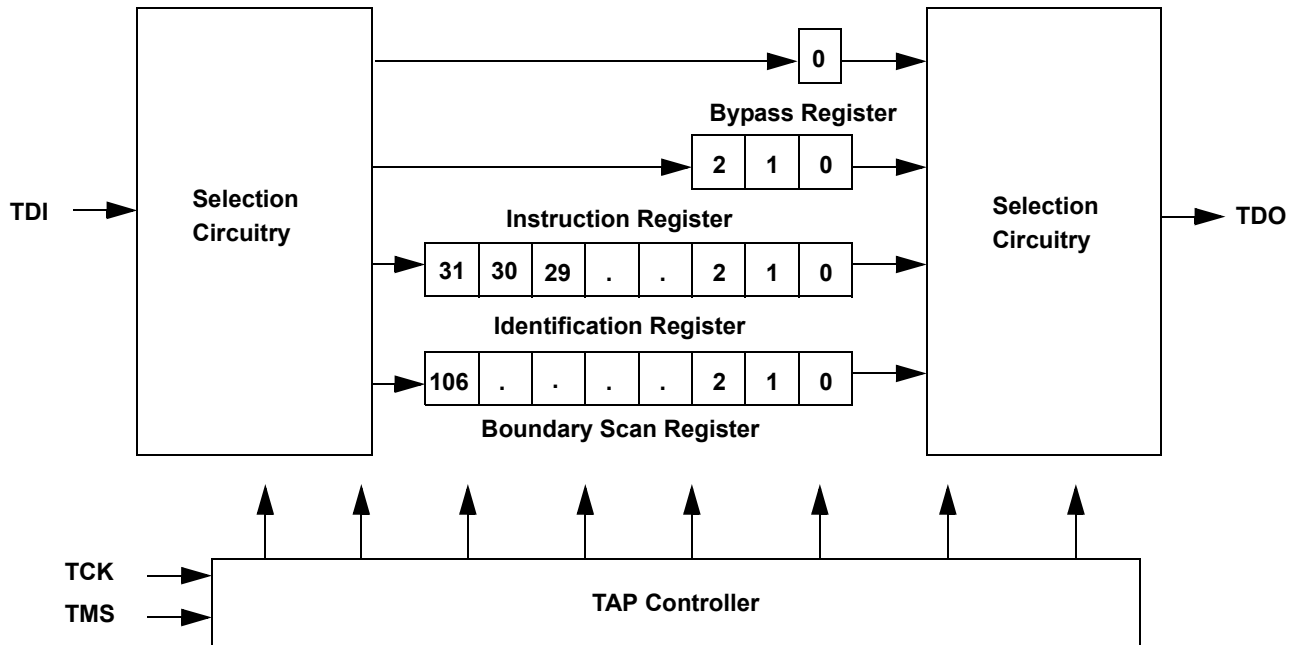 0
Bypass Register
2 1 0
Selection
Circuitry
Selection
Circuitry
TDI
TDO
Instruction Register
31 30 29 . . 2 1 0
Identification Register
106 . . . . 2 1 0
Boundary Scan Register
TCK
TMS
TAP Controller